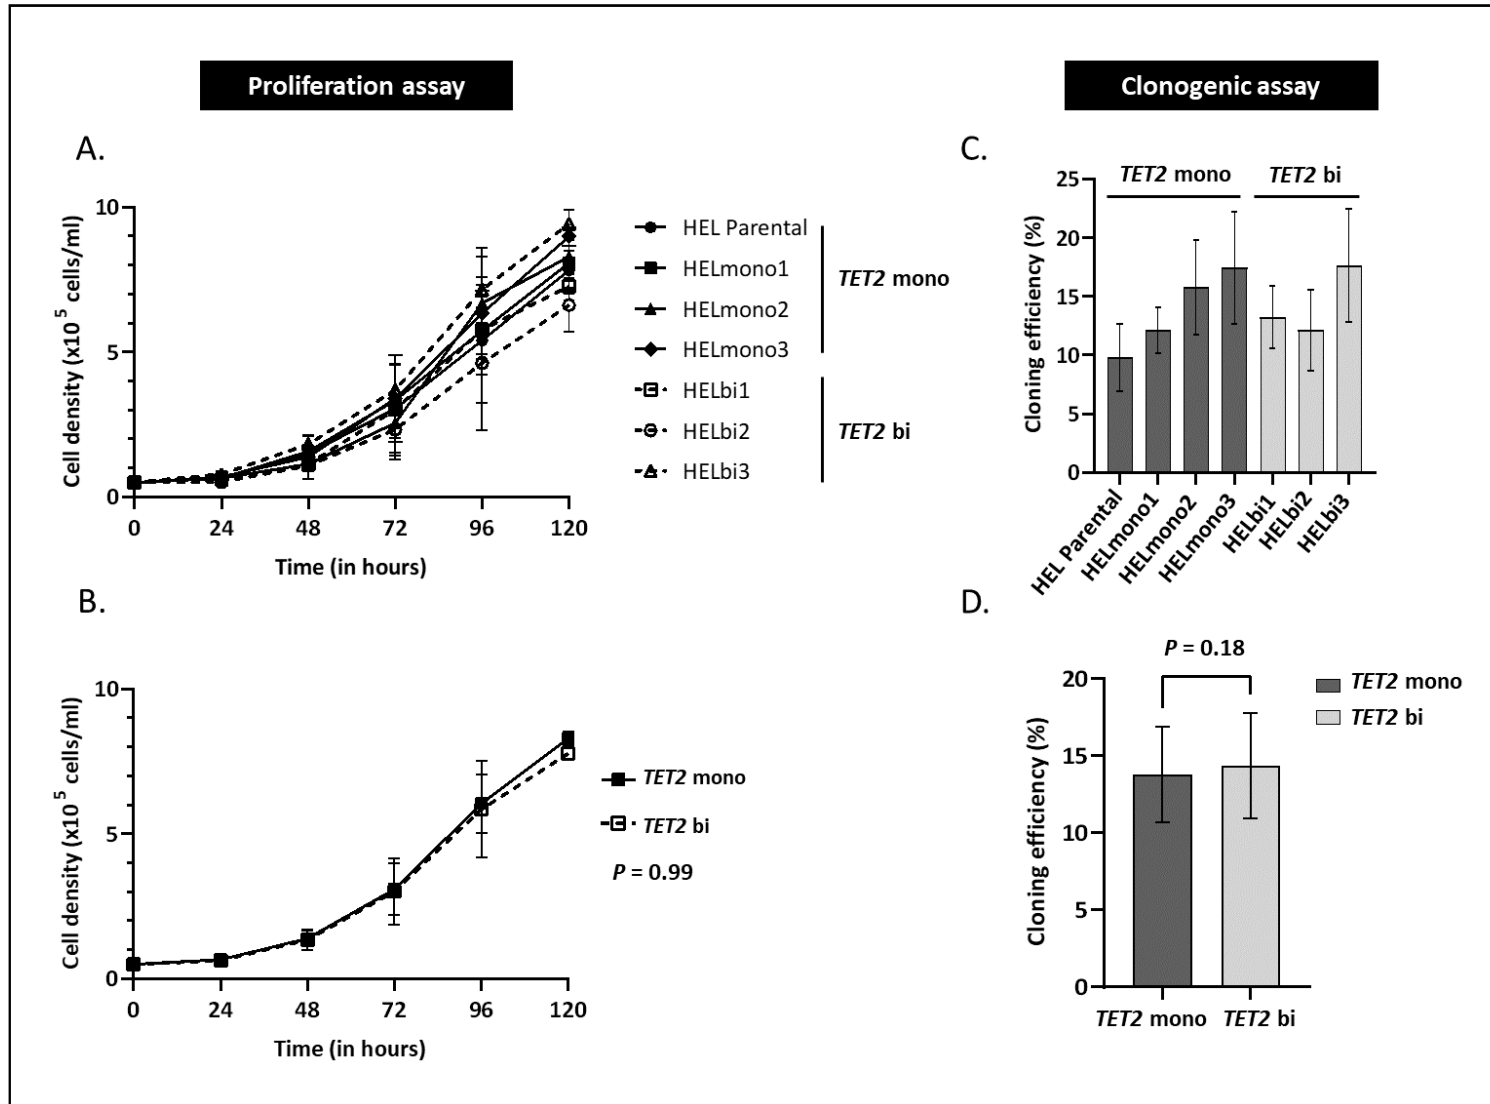 Proliferation assay
Clonogenic assay
A.
10
5
0
Cell density (x10 5 cells/ml)
0 24 48 72 96 120
Time (in hours)
HEL Parental
HELmono1
HELmono2
HELmono3
HELbi1
HELbi2
HELbi3
TET2 mono
TET2 bi
C.
TET2 mono TET2 bi
25
20
15
10
5
0
Cloning efficiency (%)
HEL Parental
HELmono1
HELmono2
HELmono3
HELbi1
HELbi2
HELbi3
B.
10
5
0
Cell density (x10 5 cells/ml)
0 24 48 72 96 120
Time (in hours)
TET2 mono
TET2 bi
P = 0.99
D.
P = 0.18
20
15
10
5
0
Cloning efficiency (%)
TET2 mono TET2 bi
TET2 mono
TET2 bi